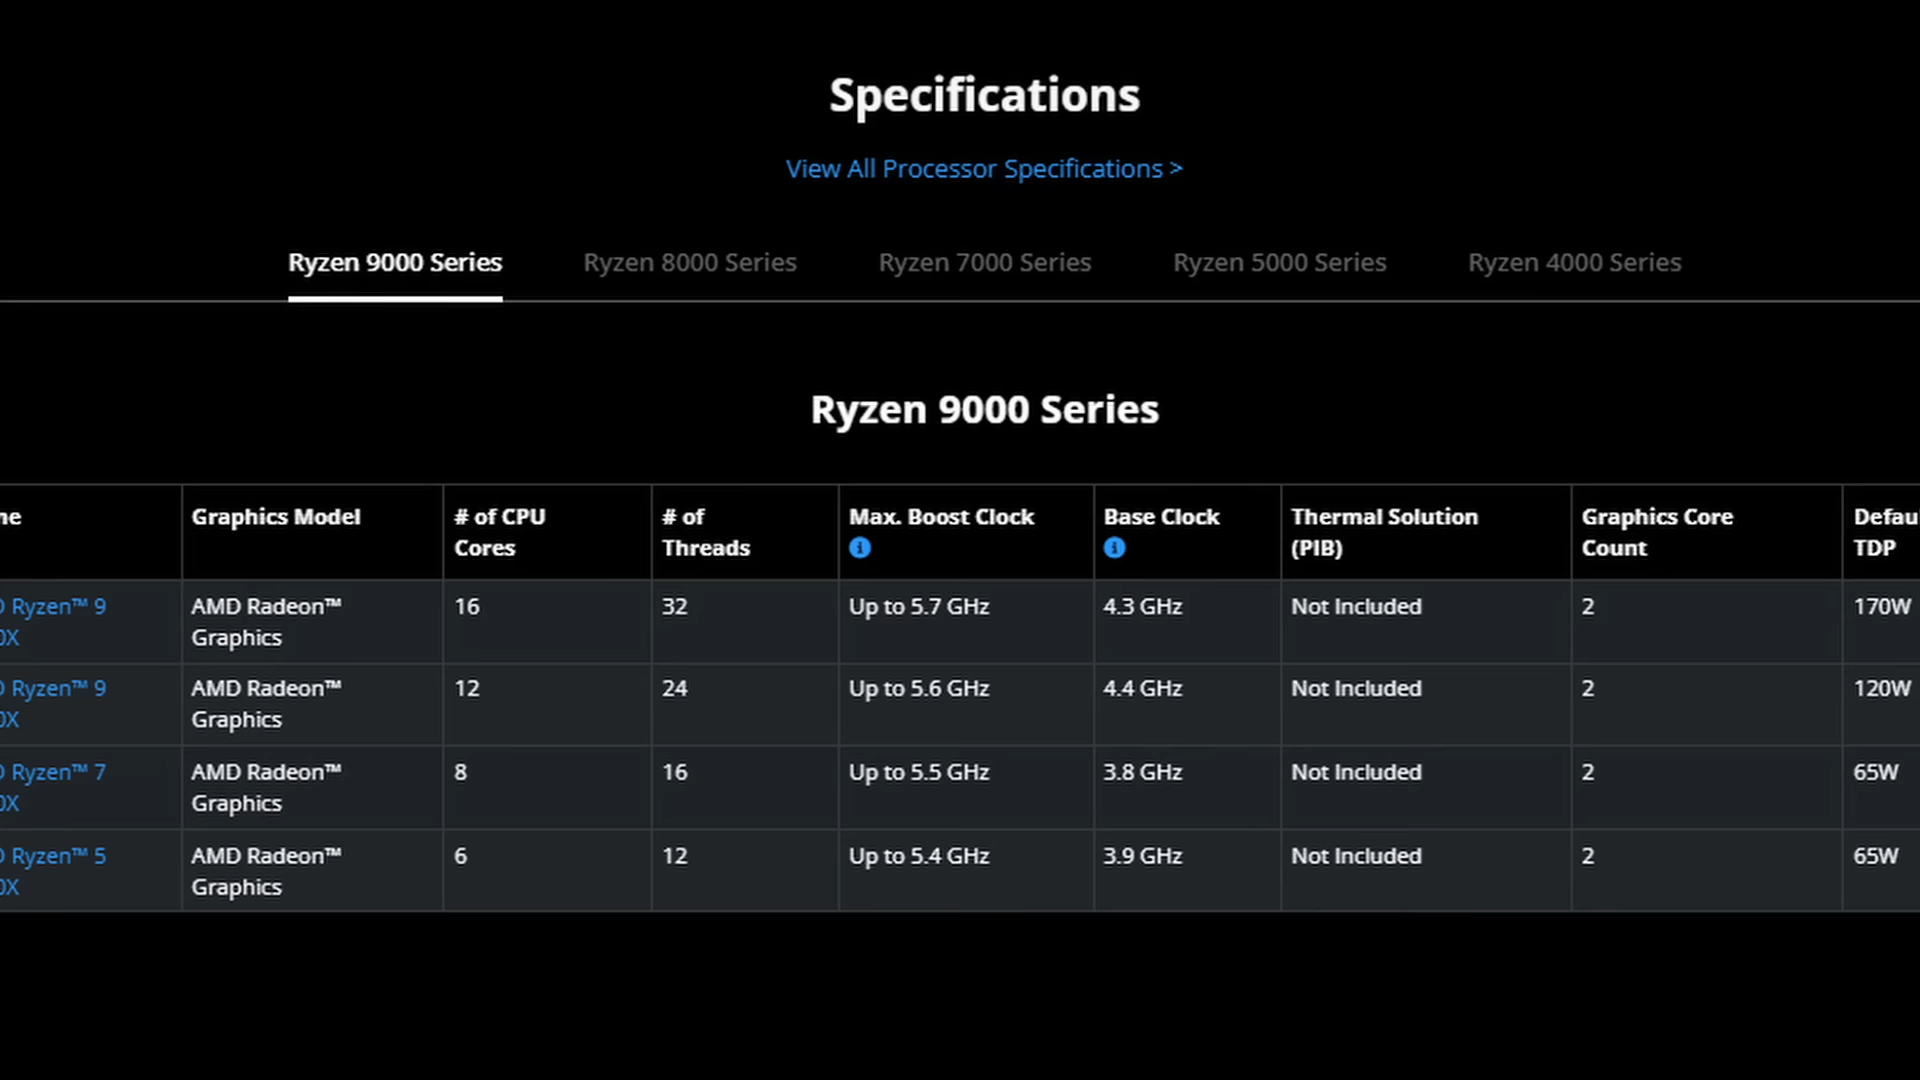 Specifications
View All Processor Specifications >
Ryzen 9000 Series Ryzen 8000 Series Ryzen 7000 Series Ryzen 5000 Series Ryzen 4000 Series
Ryzen 9000 Series
Graphics Model # of CPU Cores # of Threads Max. Boost Clock Base Clock Thermal Solution (PIB) Graphics Core Count TDP
Ryzen™ 9 AMD Radeon™ Graphics 16 32 Up to 5.7 GHz 4.3 GHz Not Included 2 170W
Ryzen™ 9 AMD Radeon™ Graphics 12 24 Up to 5.6 GHz 4.4 GHz Not Included 2 120W
Ryzen™ 7 AMD Radeon™ Graphics 8 16 Up to 5.5 GHz 3.8 GHz Not Included 2 65W
Ryzen™ 5 AMD Radeon™ Graphics 6 12 Up to 5.4 GHz 3.9 GHz Not Included 2 65W